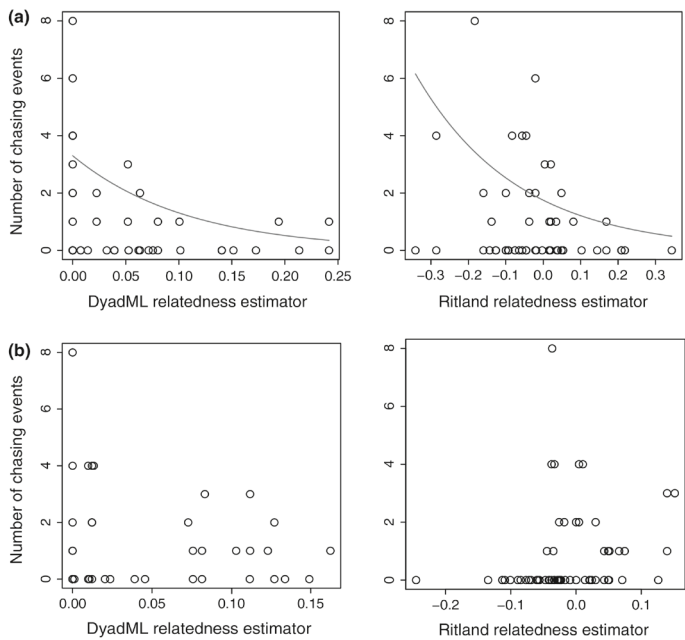 (a)
Number of chasing events
8
6
4
2
0
0.00 0.05 0.10 0.15 0.20 0.25
DyadML relatedness estimator
8
6
4
2
0
−0.3 −0.2 −0.1 0.0 0.1 0.2 0.3
Ritland relatedness estimator
(b)
Number of chasing events
8
6
4
2
0
0.00 0.05 0.10 0.15
DyadML relatedness estimator
8
6
4
2
0
−0.2 −0.1 0.0 0.1
Ritland relatedness estimator